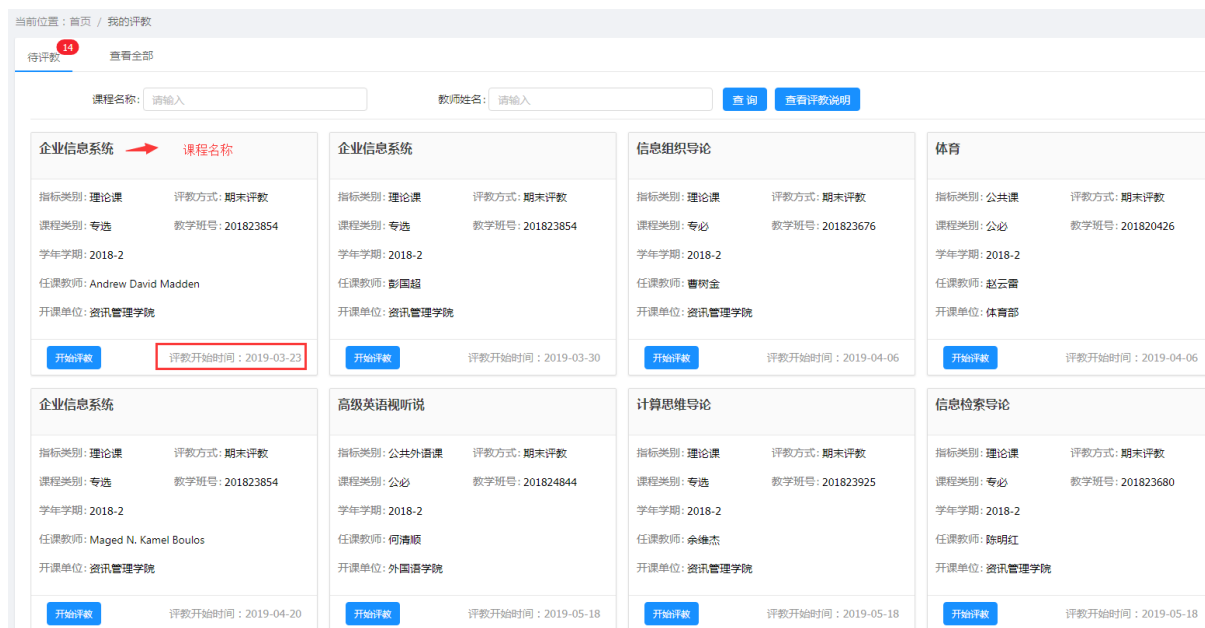 当前位置：首页 / 我的评教
待评教 14 查看全部
课程名称: 请输入 教师姓名: 请输入 查 询 查看评教说明
企业信息系统 课程名称
指标类别: 理论课 评教方式: 期末评教
课程类别: 专选 教学班号: 201823854
学年学期: 2018-2
任课教师: Andrew David Madden
开课单位: 资讯管理学院
开始评教 评教开始时间：2019-03-23
企业信息系统
指标类别: 理论课 评教方式: 期末评教
课程类别: 专选 教学班号: 201823854
学年学期: 2018-2
任课教师: 彭国超
开课单位: 资讯管理学院
开始评教 评教开始时间：2019-03-30
信息组织导论
指标类别: 理论课 评教方式: 期末评教
课程类别: 专必 教学班号: 201823676
学年学期: 2018-2
任课教师: 曹树金
开课单位: 资讯管理学院
开始评教 评教开始时间：2019-04-06
体育
指标类别: 公共课 评教方式: 期末评教
课程类别: 公必 教学班号: 201820426
学年学期: 2018-2
任课教师: 赵云雷
开课单位: 体育部
开始评教 评教开始时间：2019-04-06
企业信息系统
指标类别: 理论课 评教方式: 期末评教
课程类别: 专选 教学班号: 201823854
学年学期: 2018-2
任课教师: Maged N. Kamel Boulos
开课单位: 资讯管理学院
开始评教 评教开始时间：2019-04-20
高级英语视听说
指标类别: 公共外语课 评教方式: 期末评教
课程类别: 公必 教学班号: 201824844
学年学期: 2018-2
任课教师: 何清顺
开课单位: 外国语学院
开始评教 评教开始时间：2019-05-18
计算思维导论
指标类别: 理论课 评教方式: 期末评教
课程类别: 专选 教学班号: 201823925
学年学期: 2018-2
任课教师: 余维杰
开课单位: 资讯管理学院
开始评教 评教开始时间：2019-05-18
信息检索导论
指标类别: 理论课 评教方式: 期末评教
课程类别: 专必 教学班号: 201823680
学年学期: 2018-2
任课教师: 陈明红
开课单位: 资讯管理学院
开始评教 评教开始时间：2019-05-18